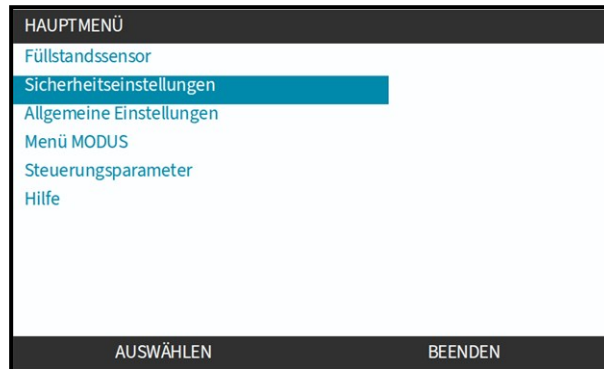 HAUPTMENÜ
Füllstandssensor
Sicherheitseinstellungen
Allgemeine Einstellungen
Menü MODUS
Steuerungsparameter
Hilfe
AUSWÄHLEN BEENDEN